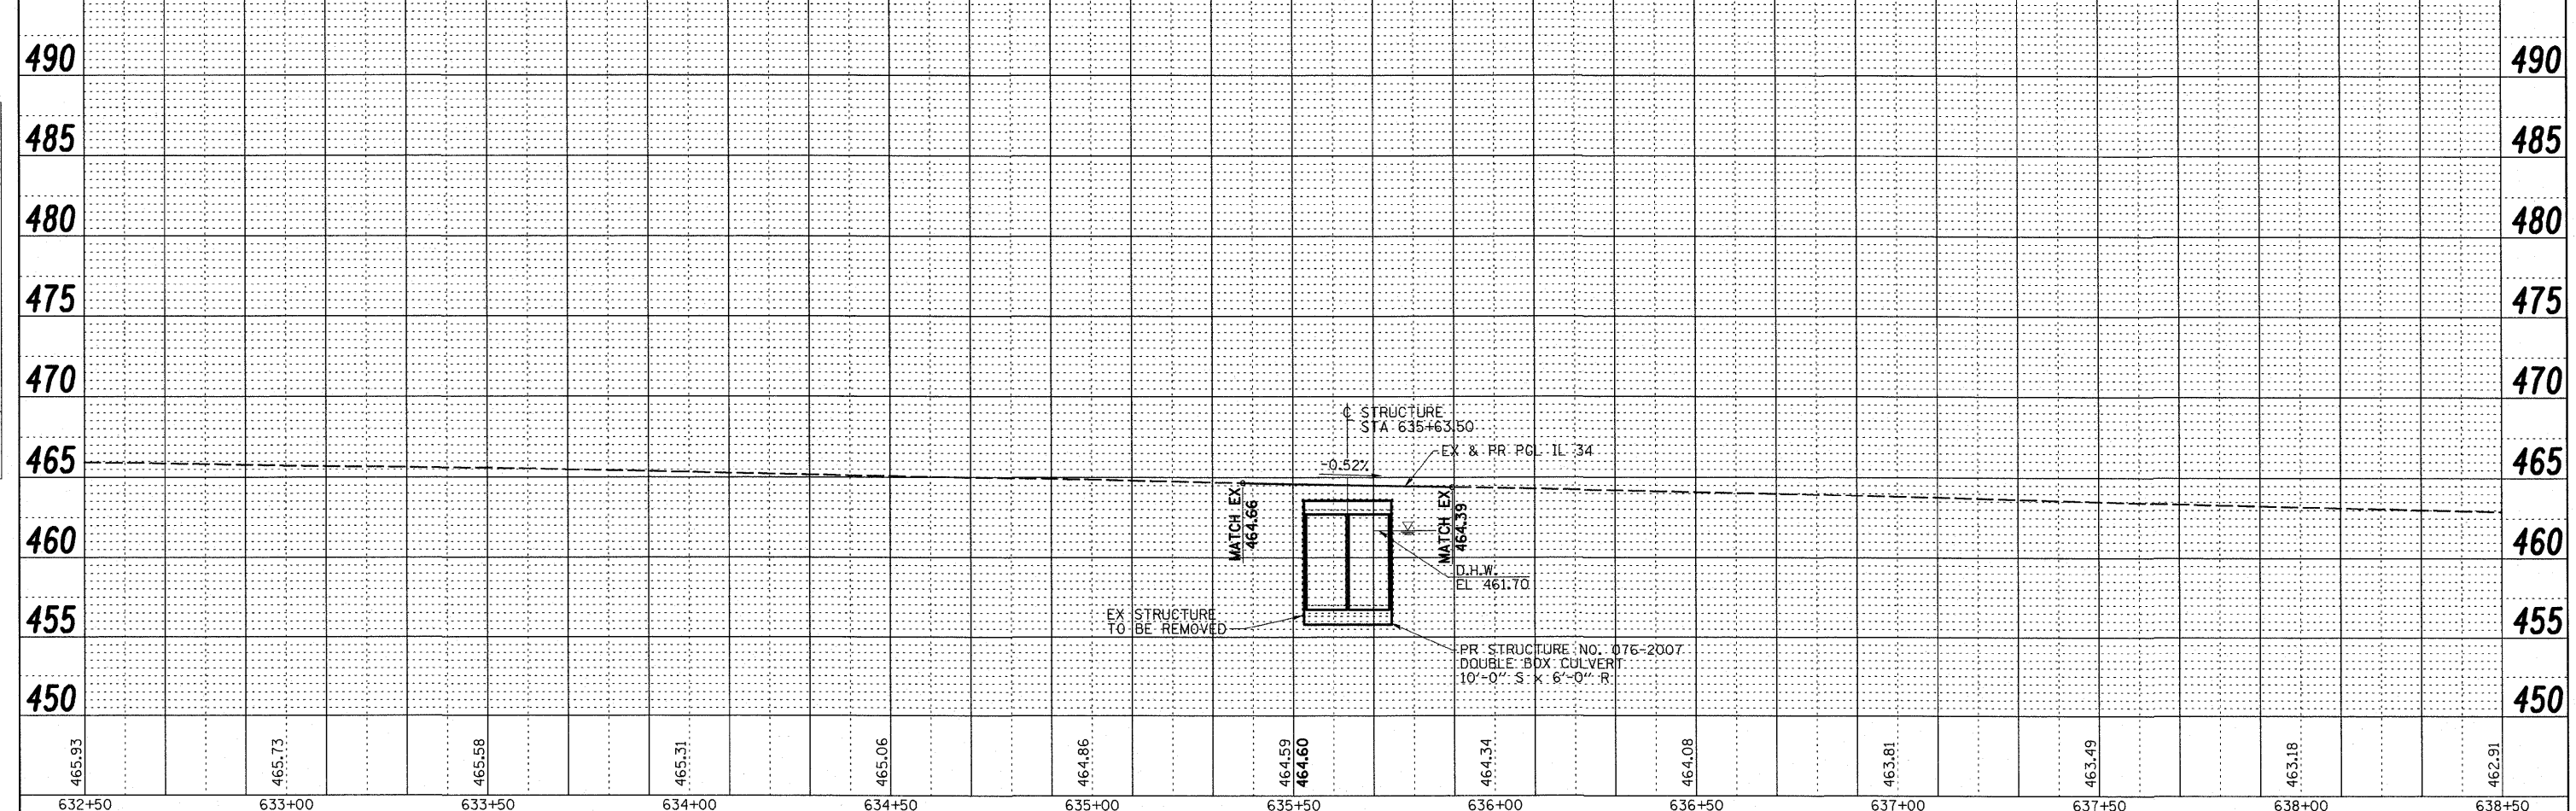 490 490
485 485
480 480
475 475
470 470
℄ STRUCTURE
STA 635+63.50
465 465
EX & PR PGL IL 34
-0.52%
MATCH EX
464.66
MATCH EX
464.39
460 460
D.H.W.
EL 461.70
455 455
EX STRUCTURE
TO BE REMOVED
PR STRUCTURE NO. 076-2007
DOUBLE BOX CULVERT
10'-0" S x 6'-0" R
450 450
465.93 465.73 465.58 465.31 465.06 464.86 464.59 464.60 464.34 464.08 463.81 463.49 463.18 462.91
632+50 633+00 633+50 634+00 634+50 635+00 635+50 636+00 636+50 637+00 637+50 638+00 638+50